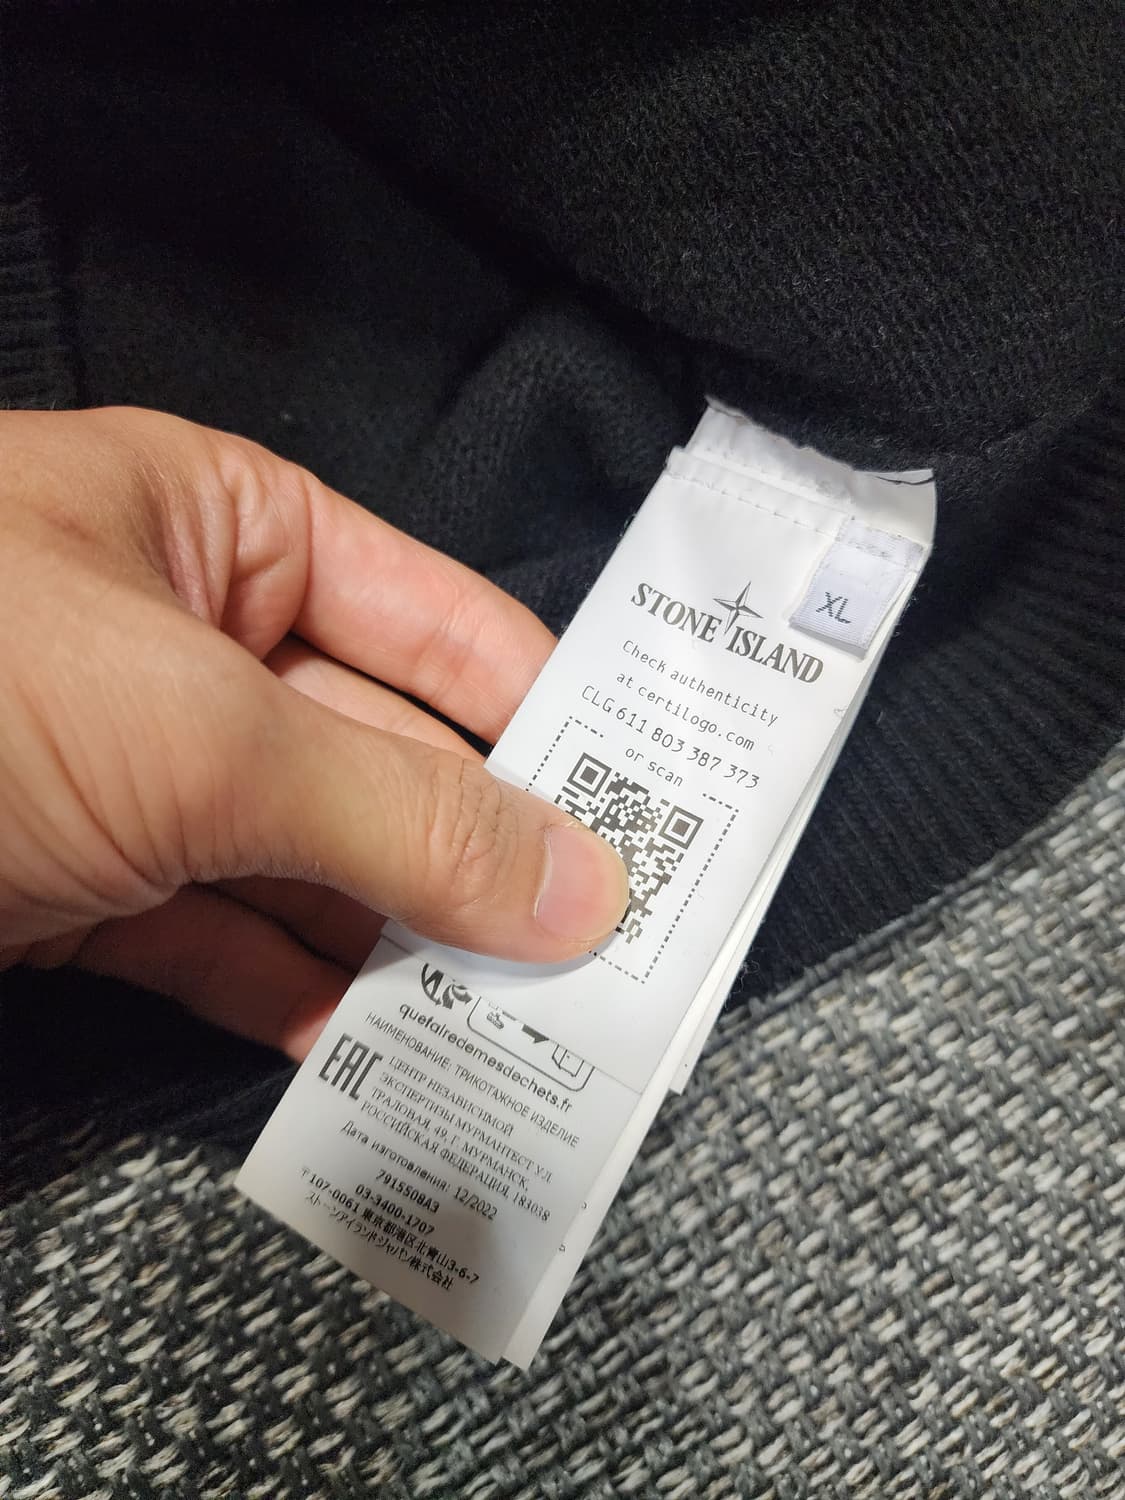 XL
STONE ISLAND
Check authenticity
at certilogo.com
CLG 611 803 387 373
or scan
quefairedemesdechets.fr
НАИМЕНОВАНИЕ: ТРИКОТАЖНОЕ ИЗДЕЛИЕ
EAC
ЦЕНТР НЕЗАВИСИМОЙ
ЭКСПЕРТИЗЫ МУРМАНТЕСТ УЛ.
ТРАЛОВАЯ, 49, Г. МУРМАНСК,
РОССИЙСКАЯ ФЕДЕРАЦИЯ, 183038
Дата изготовления: 12/2022
791550BA3
03-3400-1707
〒107-0061 東京都港区北青山3-6-7
ストーンアイランドジャパン株式会社